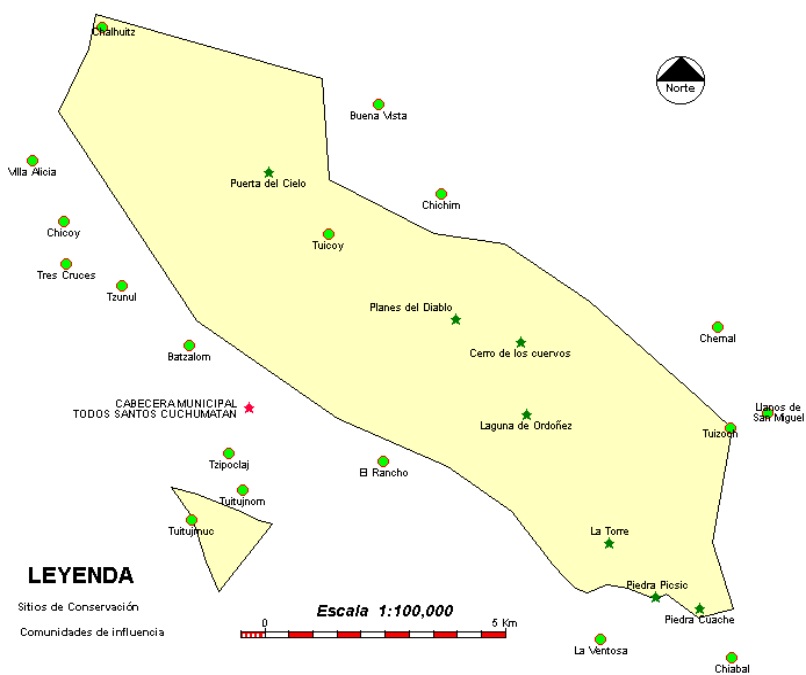 Chalhuitz
Norte
Buena Vista
Villa Alicia
Puerta del Cielo
Chichim
Chicoy
Tuicoy
Tres Cruces
Tzunul
Planes del Diablo
Chemal
Cerro de los cuervos
Batzalom
CABECERA MUNICIPAL
TODOS SANTOS CUCHUMATAN
Llanos de
San Miguel
Laguna de Ordoñez
Tuizoch
Tzipoclaj
El Rancho
Tuitujnom
Tuitujmuc
La Torre
LEYENDA
Piedra Picsic
Sitios de Conservación
Escala 1:100,000
Piedra Cuache
0
5 Km
Comunidades de influencia
La Ventosa
Chiabal